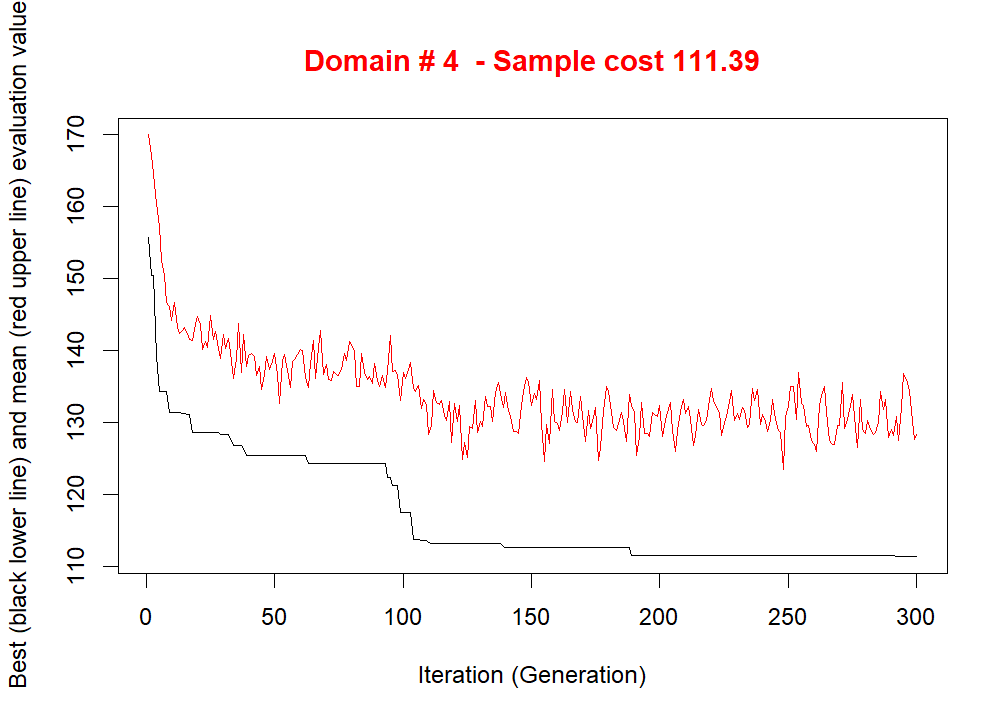 Domain # 4  - Sample cost 111.39
Best (black lower line) and mean (red upper line) evaluation value
170
160
150
140
130
120
110
0 50 100 150 200 250 300
Iteration (Generation)